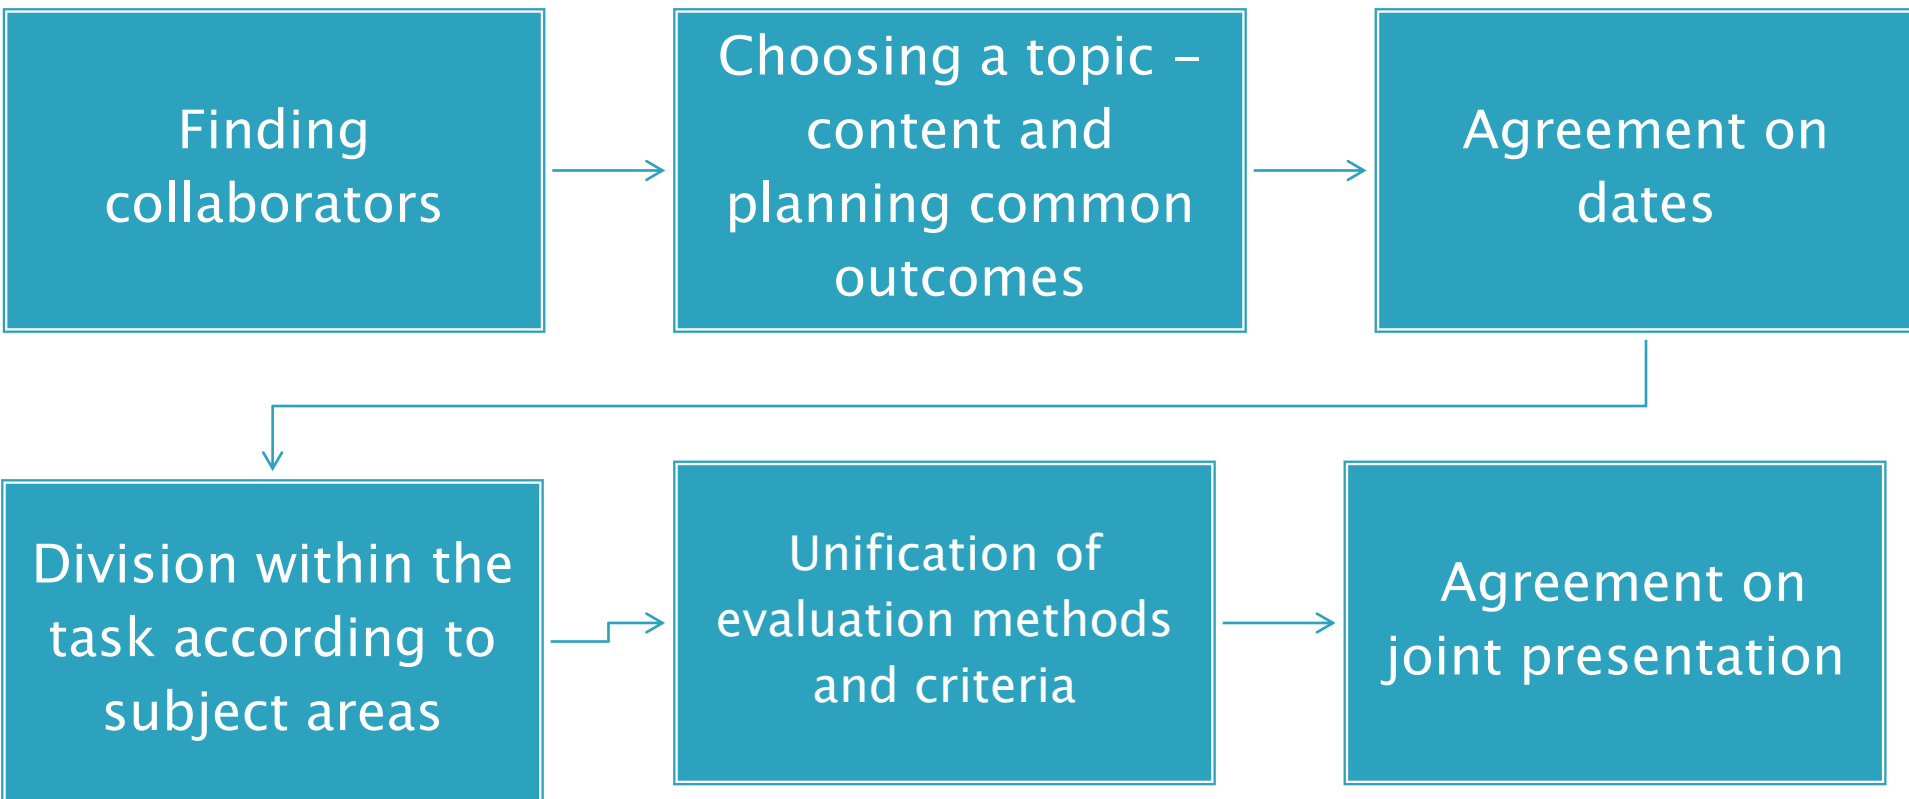 Finding
collaborators
Choosing a topic –
content and
planning common
outcomes
Agreement on
dates
Division within the
task according to
subject areas
Unification of
evaluation methods
and criteria
Agreement on
joint presentation